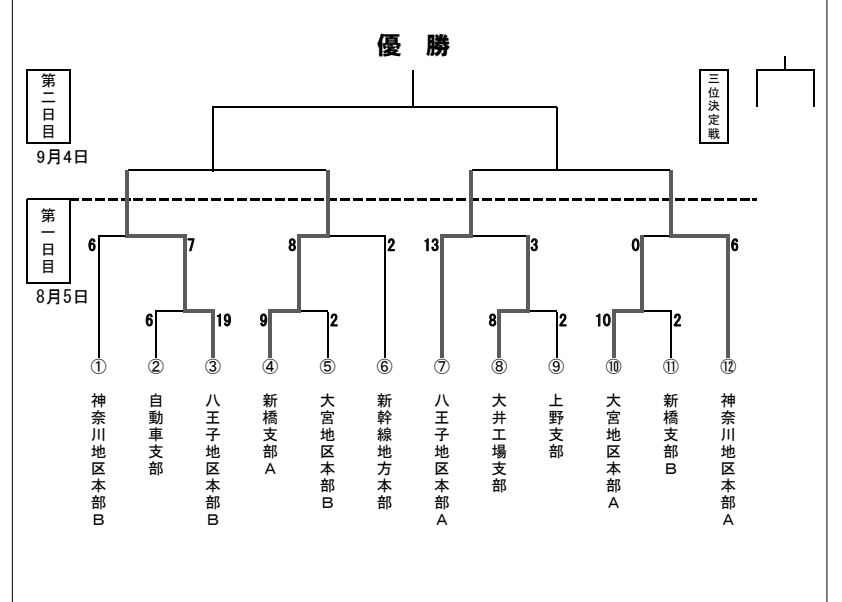 優　勝
第二日目
三位決定戦
9月4日
第一日目
6 7 8 2 13 3 0 6
8月5日
6 19 9 2 8 2 10 2
① ② ③ ④ ⑤ ⑥ ⑦ ⑧ ⑨ ⑩ ⑪ ⑫
神奈川地区本部B
自動車支部
八王子地区本部B
新橋支部A
大宮地区本部B
新幹線地方本部
八王子地区本部A
大井工場支部
上野支部
大宮地区本部A
新橋支部B
神奈川地区本部A